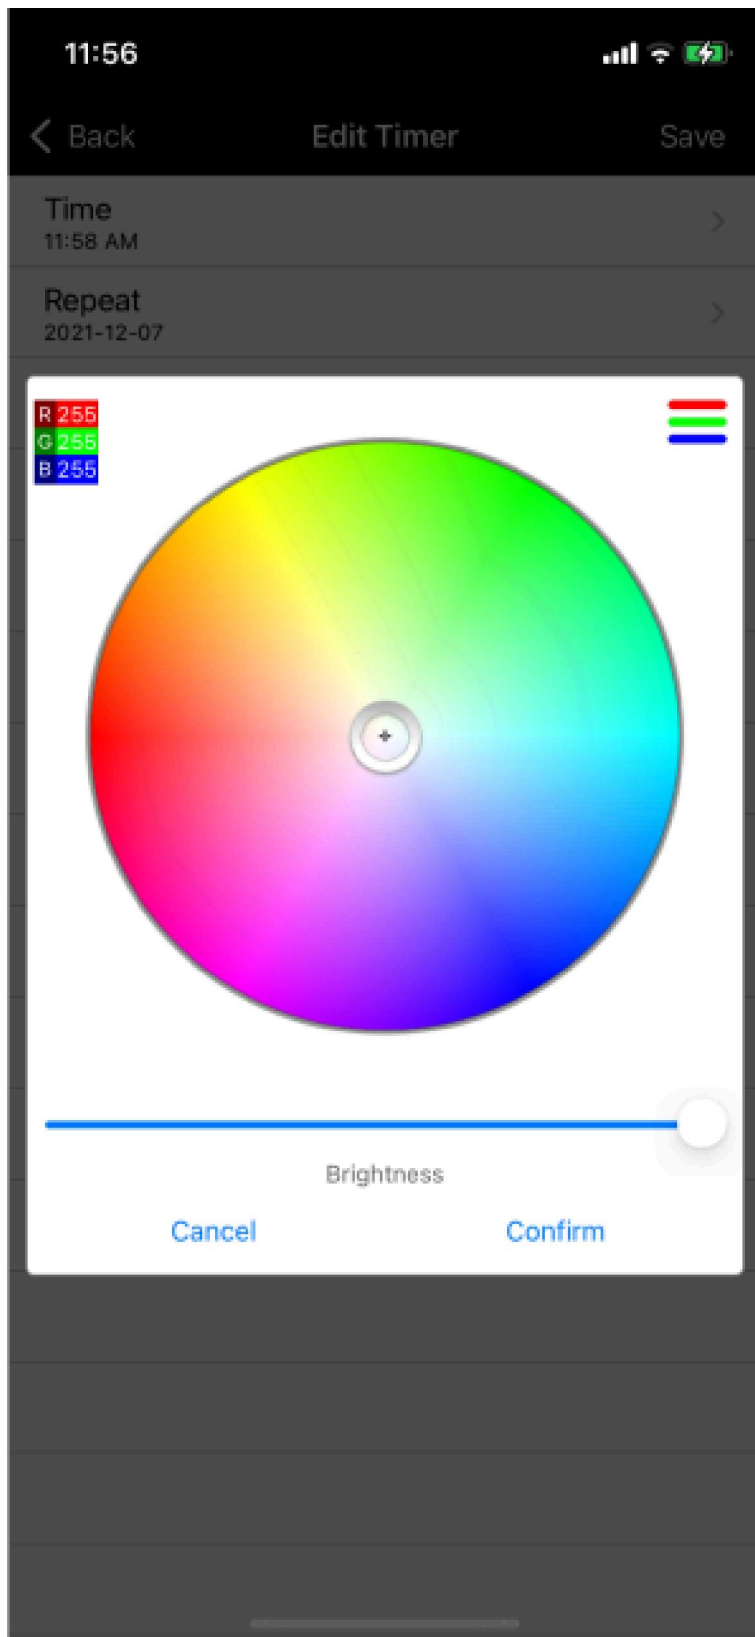 11:56
Back Edit Timer Save
Time
11:58 AM
Repeat
2021-12-07
R 255
G 255
B 255
Brightness
Cancel Confirm